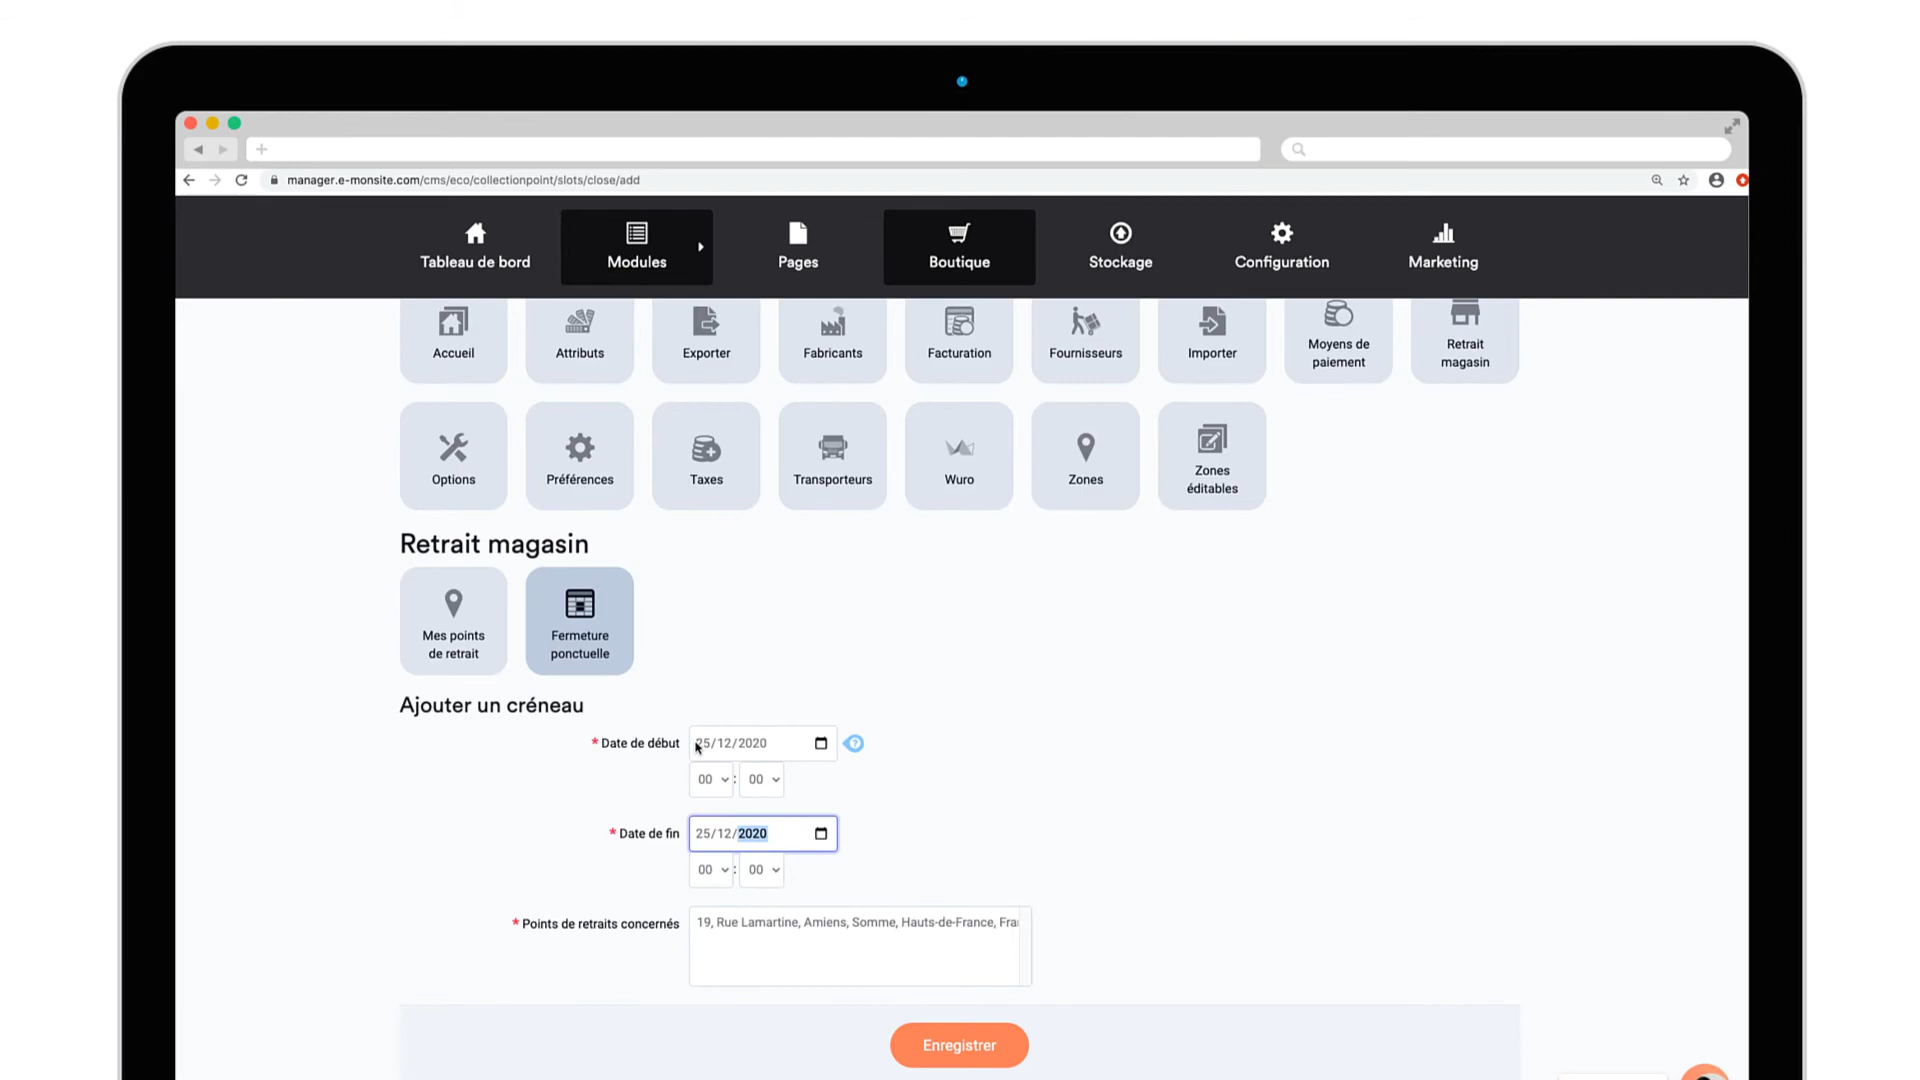 manager.e-monsite.com/cms/eco/collectionpoint/slots/close/add
Tableau de bord
Modules
Pages
Boutique
Stockage
Configuration
Marketing
Accueil
Attributs
Exporter
Fabricants
Facturation
Fournisseurs
Importer
Moyens de
paiement
Retrait
magasin
Options
Préférences
Taxes
Transporteurs
Wuro
Zones
Zones
éditables
Retrait magasin
Mes points
de retrait
Fermeture
ponctuelle
Ajouter un créneau
* Date de début 25/12/2020 ?
00 : 00
* Date de fin 25/12/2020
00 : 00
* Points de retraits concernés 19, Rue Lamartine, Amiens, Somme, Hauts-de-France, Fra
Enregistrer